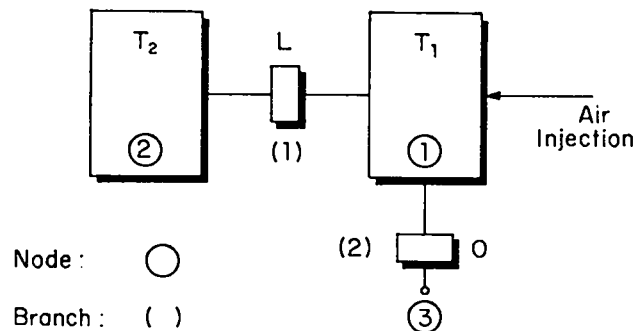 T₂
L
T₁
Air
Injection
②
(1)
①
(2)
O
③
Node :
Branch : ( )